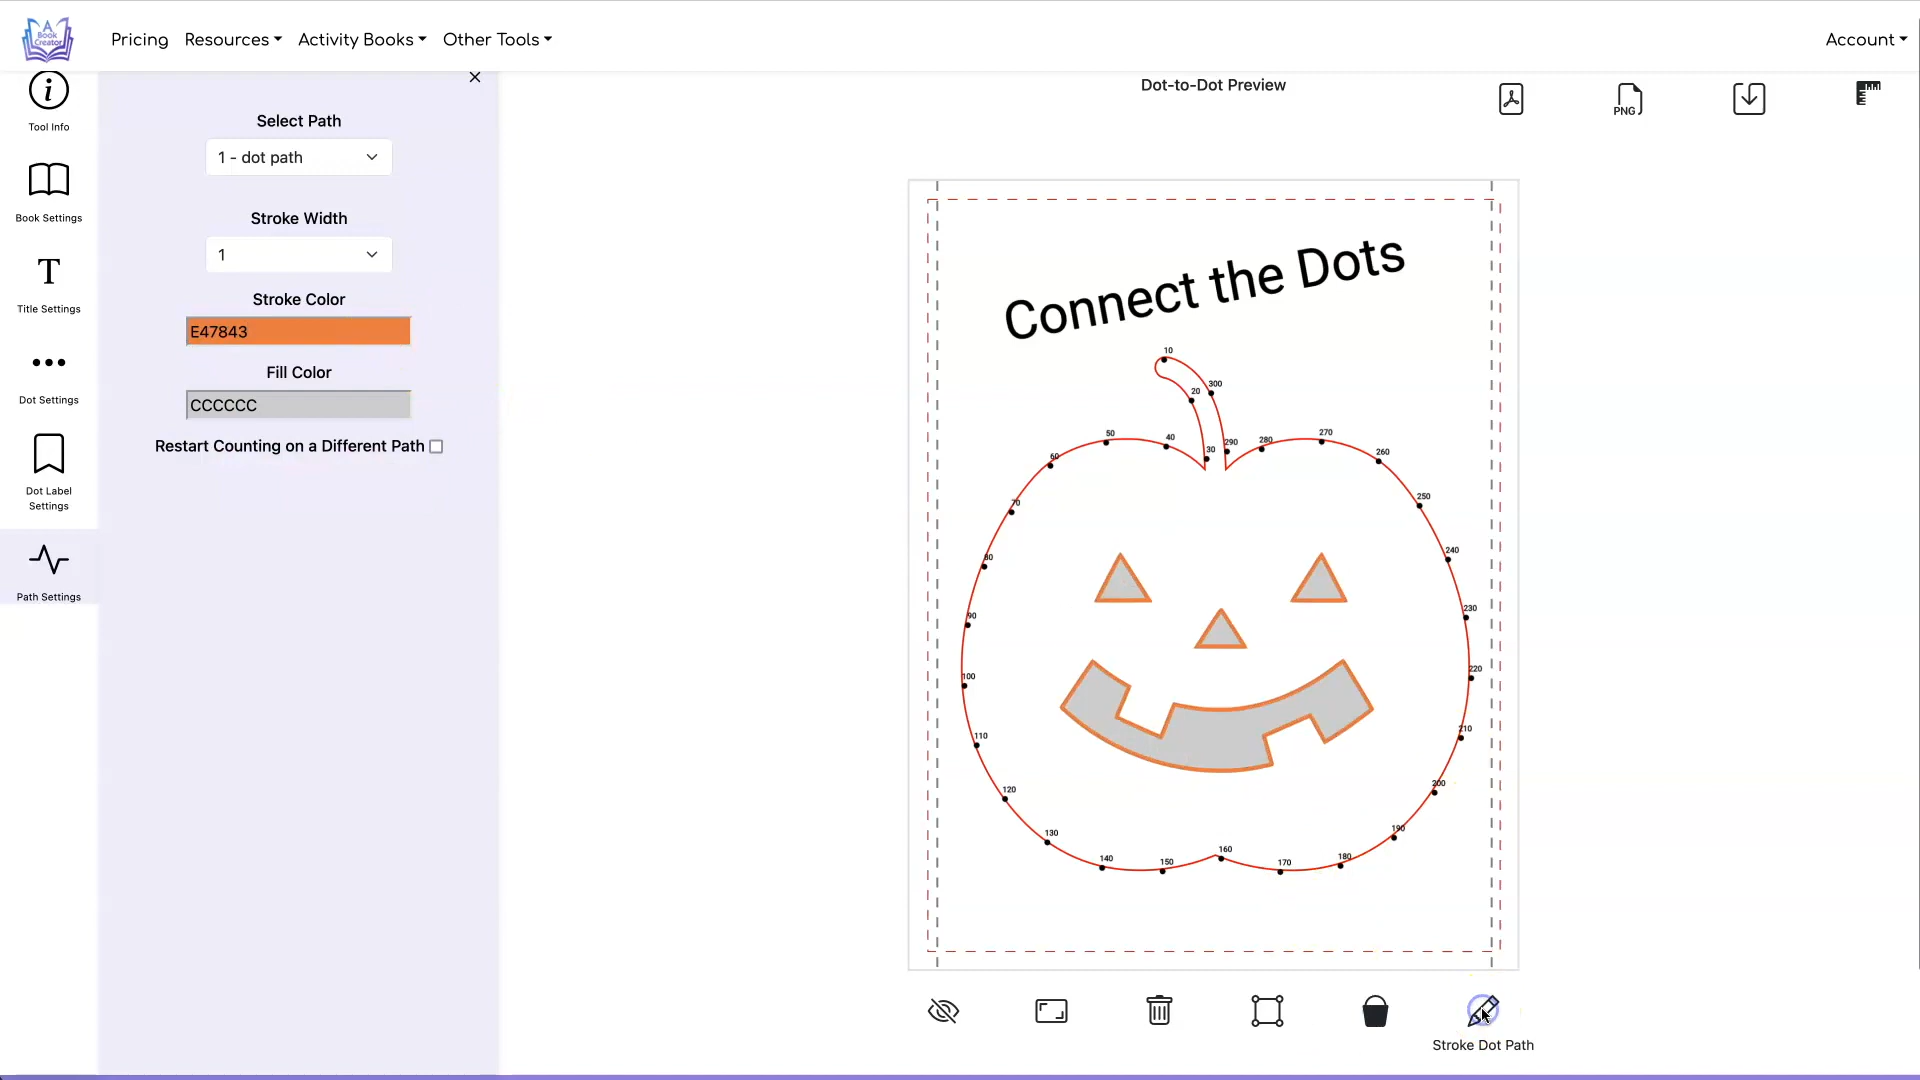 A
Book
Creator
Pricing
Resources
Activity Books
Other Tools
Account
Tool Info
Book Settings
Title Settings
Dot Settings
Dot Label
Settings
Path Settings
Select Path
1 - dot path
Stroke Width
1
Stroke Color
E47843
Fill Color
CCCCCC
Restart Counting on a Different Path
Dot-to-Dot Preview
PNG
Connect the Dots
10
20
300
50
40
30
290
280
270
60
260
70
250
80
240
90
230
100
220
110
210
120
200
130
190
140
150
160
170
180
Stroke Dot Path